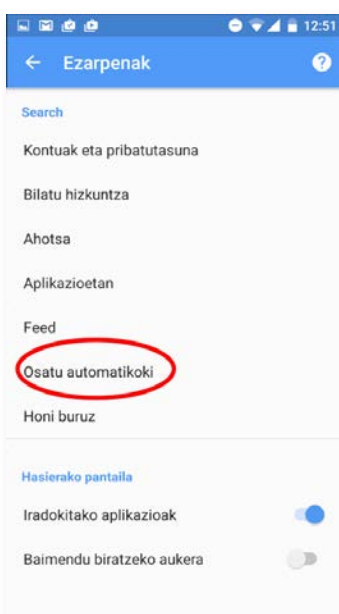 12:51
Ezarpenak
Search
Kontuak eta pribatutasuna
Bilatu hizkuntza
Ahotsa
Aplikazioetan
Feed
Osatu automatikoki
Honi buruz
Hasierako pantaila
Iradokitako aplikazioak
Baimendu biratzeko aukera